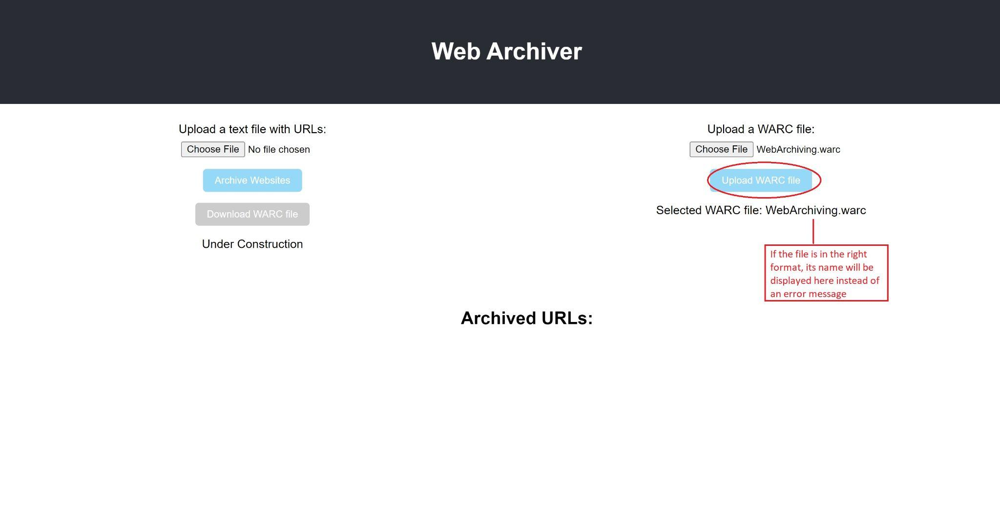 Web Archiver
Upload a text file with URLs:
Choose File No file chosen
Archive Websites
Download WARC file
Under Construction
Upload a WARC file:
Choose File WebArchiving.warc
Upload WARC file
Selected WARC file: WebArchiving.warc
If the file is in the right
format, its name will be
displayed here instead of
an error message
Archived URLs: